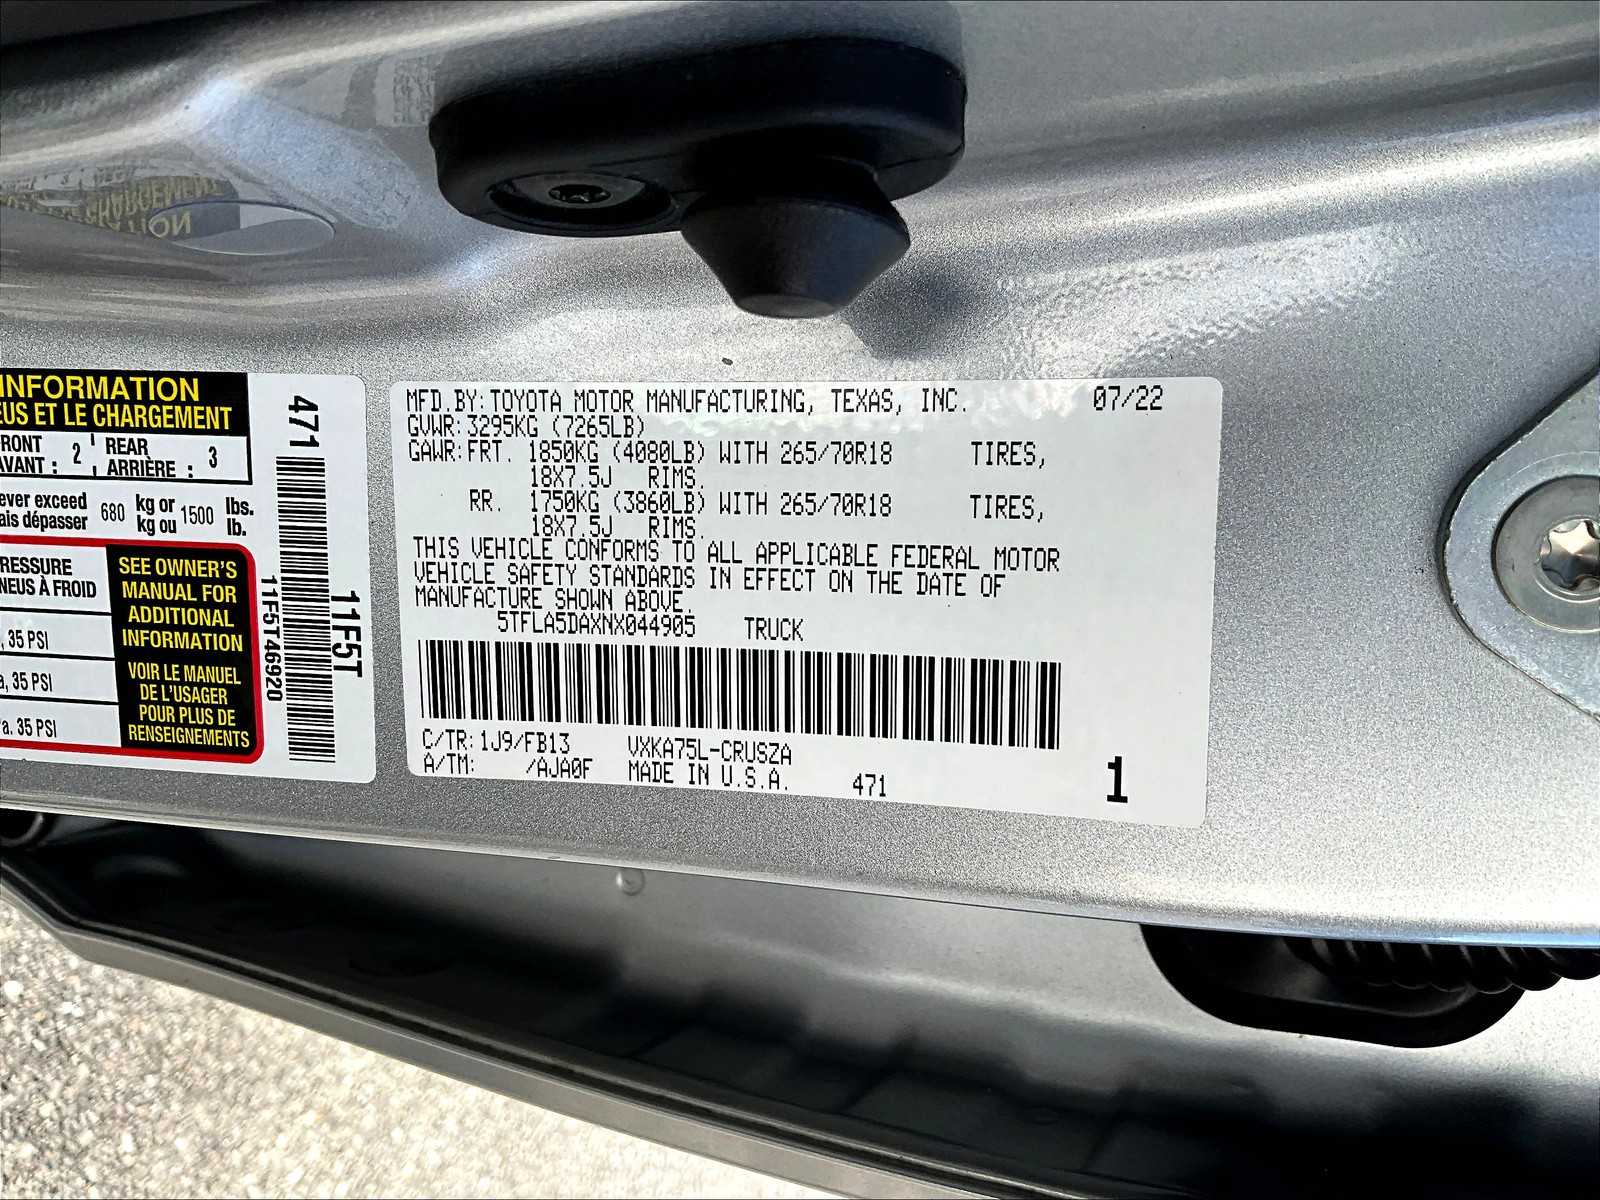 INFORMATION
EUS ET LE CHARGEMENT
FRONT 2 REAR 3
AVANT : ARRIÈRE :
ever exceed 680 kg or 1500 lbs.
ais dépasser kg ou lb.
RESSURE
NEUS À FROID
, 35 PSI
a, 35 PSI
a. 35 PSI
SEE OWNER'S
MANUAL FOR
ADDITIONAL
INFORMATION
VOIR LE MANUEL
DE L'USAGER
POUR PLUS DE
RENSEIGNEMENTS
471
11F5T
11F5T46920
MFD.BY:TOYOTA MOTOR MANUFACTURING, TEXAS, INC. 07/22
GVWR:3295KG (7265LB)
GAWR:FRT. 1850KG (4080LB) WITH 265/70R18 TIRES,
18X7.5J RIMS.
RR. 1750KG (3860LB) WITH 265/70R18 TIRES,
18X7.5J RIMS.
THIS VEHICLE CONFORMS TO ALL APPLICABLE FEDERAL MOTOR
VEHICLE SAFETY STANDARDS IN EFFECT ON THE DATE OF
MANUFACTURE SHOWN ABOVE.
5TFLA5DAXNX044905 TRUCK
C/TR:1J9/FB13 VXKA75L-CRUSZA
A/TM: /AJA0F MADE IN U.S.A. 471 1